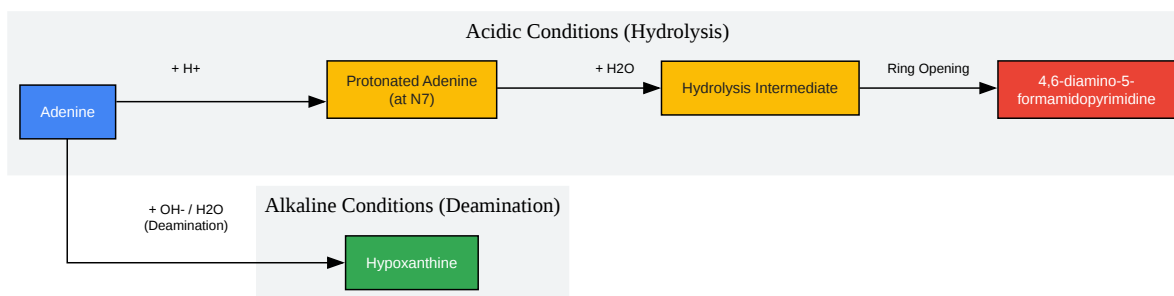 Acidic Conditions (Hydrolysis)
+ H+
+ H2O
Ring Opening
Adenine
Protonated Adenine
(at N7)
Hydrolysis Intermediate
4,6-diamino-5-
formamidopyrimidine
+ OH- / H2O
(Deamination)
Alkaline Conditions (Deamination)
Hypoxanthine